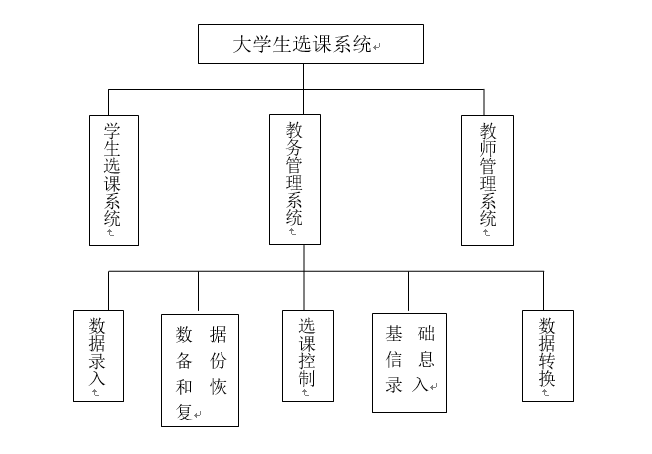 大学生选课系统
学生选课系统
教务管理系统
教师管理系统
数据录入
数据
备份
和恢
复
选课控制
基础
信息
录入
数据转换